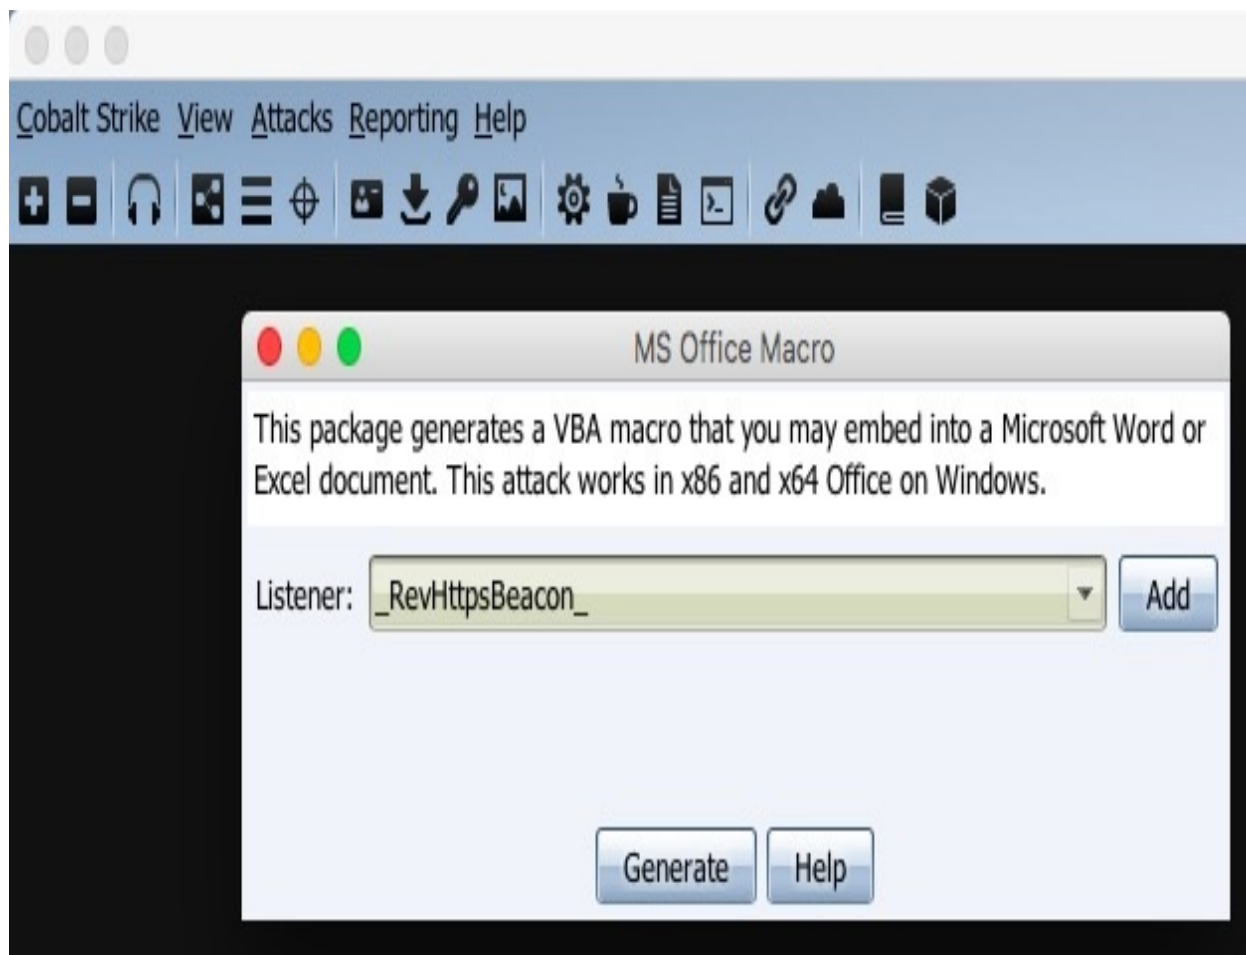 Cobalt Strike View Attacks Reporting Help
MS Office Macro
This package generates a VBA macro that you may embed into a Microsoft Word or
Excel document. This attack works in x86 and x64 Office on Windows.
Listener: _RevHttpsBeacon_ Add
Generate Help